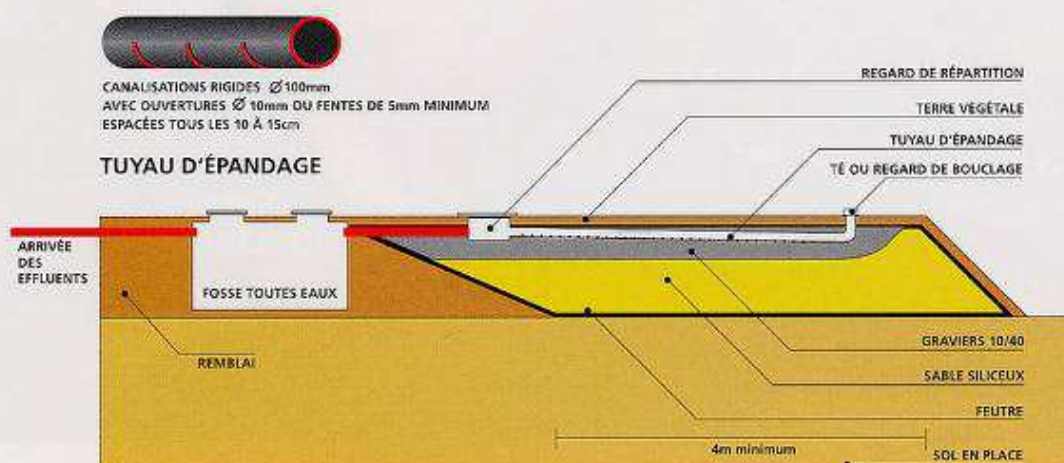 CANALISATIONS RIGIDES Ø 100mm
AVEC OUVERTURES Ø 10mm OU FENTES DE 5mm MINIMUM
ESPACÉES TOUS LES 10 À 15cm
TUYAU D'ÉPANDAGE
REGARD DE RÉPARTITION
TERRE VÉGÉTALE
TUYAU D'ÉPANDAGE
TÉ OU REGARD DE BOUCLAGE
ARRIVÉE
DES
EFFLUENTS
FOSSE TOUTES EAUX
REMBLAI
GRAVIERS 10/40
SABLE SILICEUX
FEUTRE
4m minimum
SOL EN PLACE